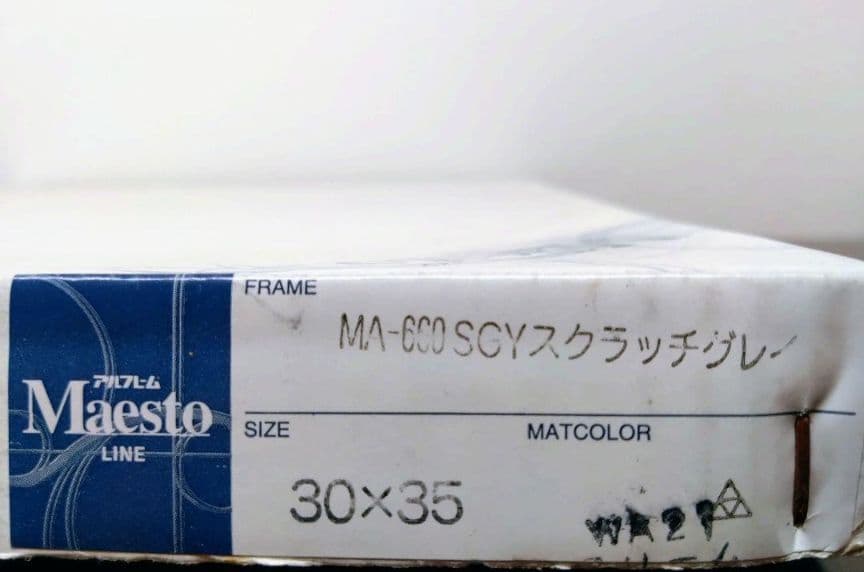 FRAME
MA-600 SGYスクラッチグレー
アルフレーム
Maesto
LINE
SIZE
MATCOLOR
30×35